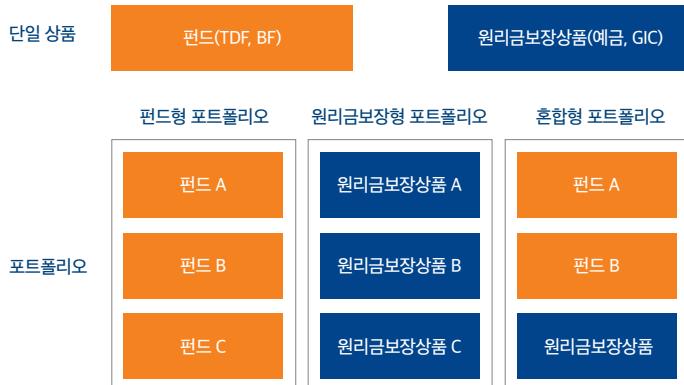 단일 상품
펀드(TDF, BF)
원리금보장상품(예금, GIC)
펀드형 포트폴리오
원리금보장형 포트폴리오
혼합형 포트폴리오
포트폴리오
펀드 A
원리금보장상품 A
펀드 A
펀드 B
원리금보장상품 B
펀드 B
펀드 C
원리금보장상품 C
원리금보장상품